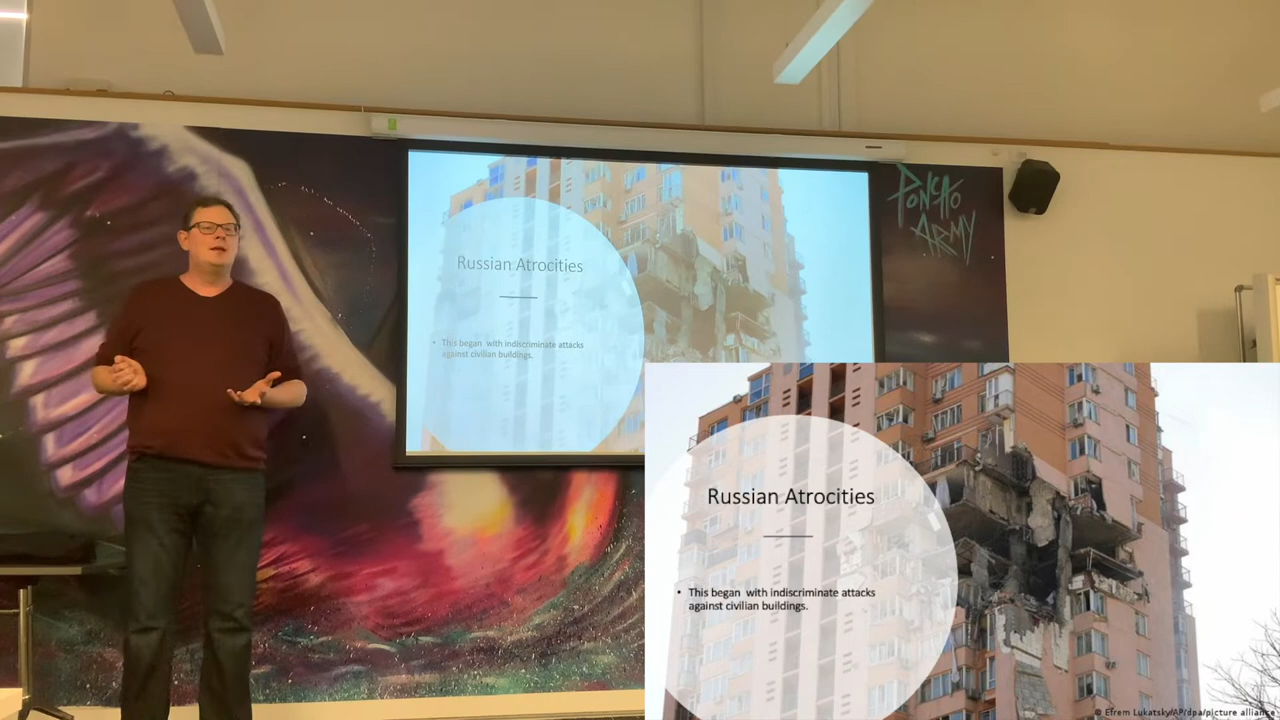 PONCHO
ARMY
Russian Atrocities
• This began with indiscriminate attacks
against civilian buildings.
Russian Atrocities
• This began with indiscriminate attacks
against civilian buildings.
© Efrem Lukatsky/AP/dpa/picture alliance